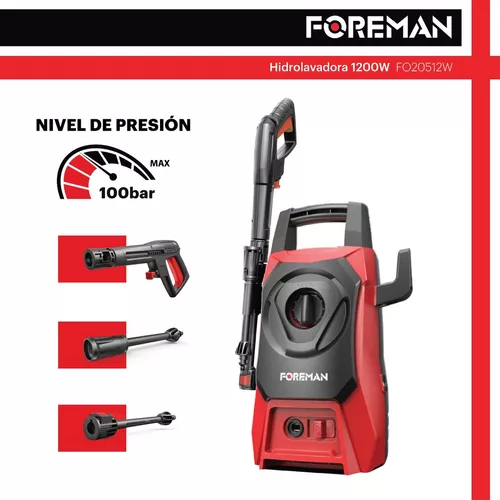 FOREMAN
Hidrolavadora 1200W FO20512W
NIVEL DE PRESIÓN
MAX
100bar
FOREMAN